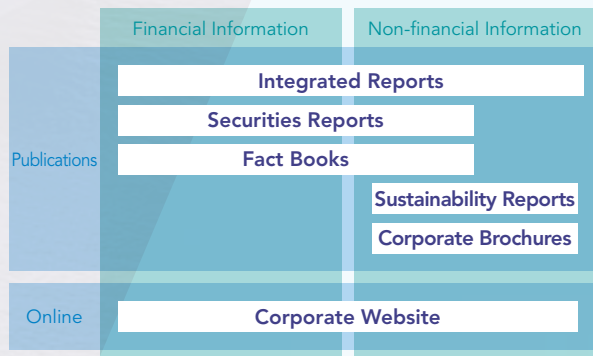 Financial Information
Non-financial Information
Publications
Integrated Reports
Securities Reports
Fact Books
Sustainability Reports
Corporate Brochures
Online
Corporate Website